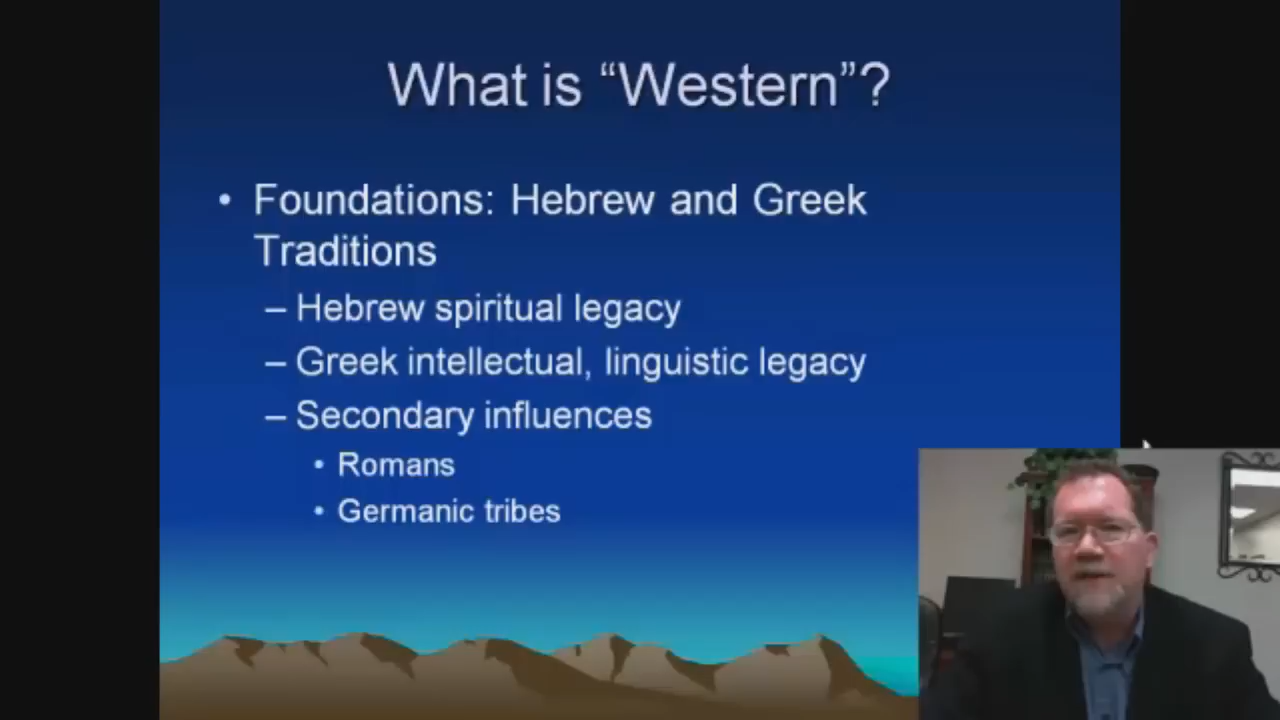 What is “Western”?
• Foundations: Hebrew and Greek
Traditions
– Hebrew spiritual legacy
– Greek intellectual, linguistic legacy
– Secondary influences
• Romans
• Germanic tribes